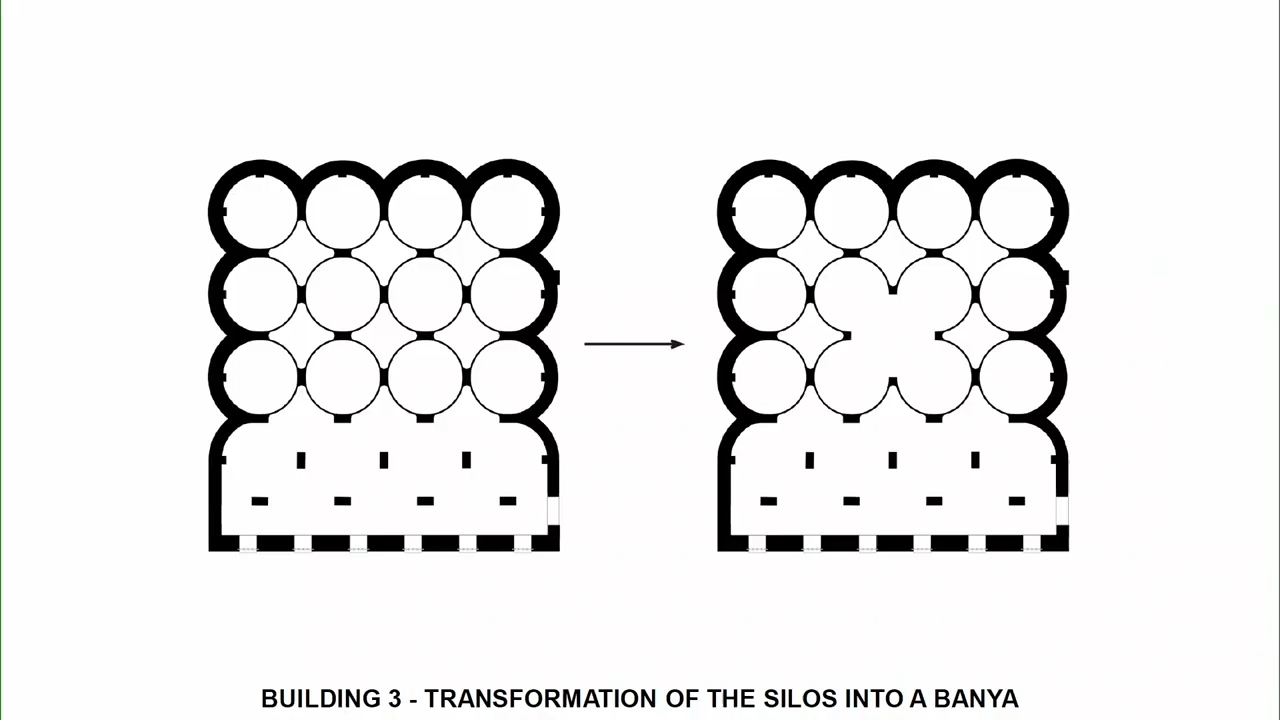 BUILDING 3 - TRANSFORMATION OF THE SILOS INTO A BANYA